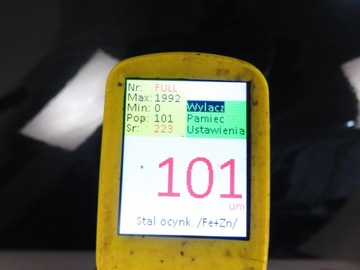 Nr: FULL
Max: 1992
Min: 0
Pop: 101
Sr: 223
Wylacz
Pamiec
Ustawienia
101
um
Stal ocynk. /Fe+Zn/